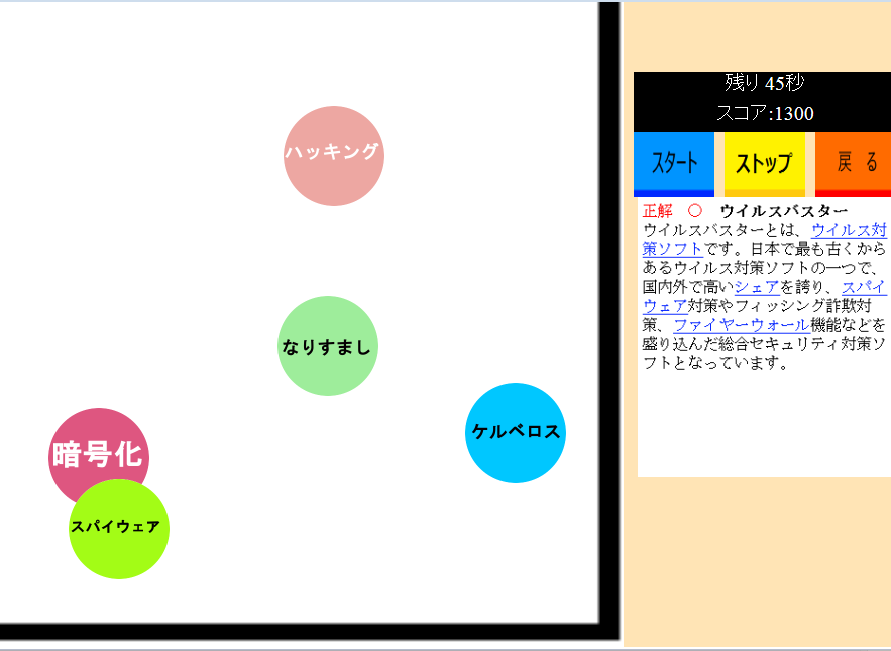 ハッキング
なりすまし
ケルベロス
暗号化
スパイウェア
残り 45秒
スコア:1300
スタート
ストップ
戻る
正解 ○ ウイルスバスター
ウイルスバスターとは、ウイルス対
策ソフトです。日本で最も古くから
あるウイルス対策ソフトの一つで、
国内外で高いシェアを誇り、スパイ
ウェア対策やフィッシング詐欺対
策、ファイヤーウォール機能などを
盛り込んだ総合セキュリティ対策ソ
フトとなっています。